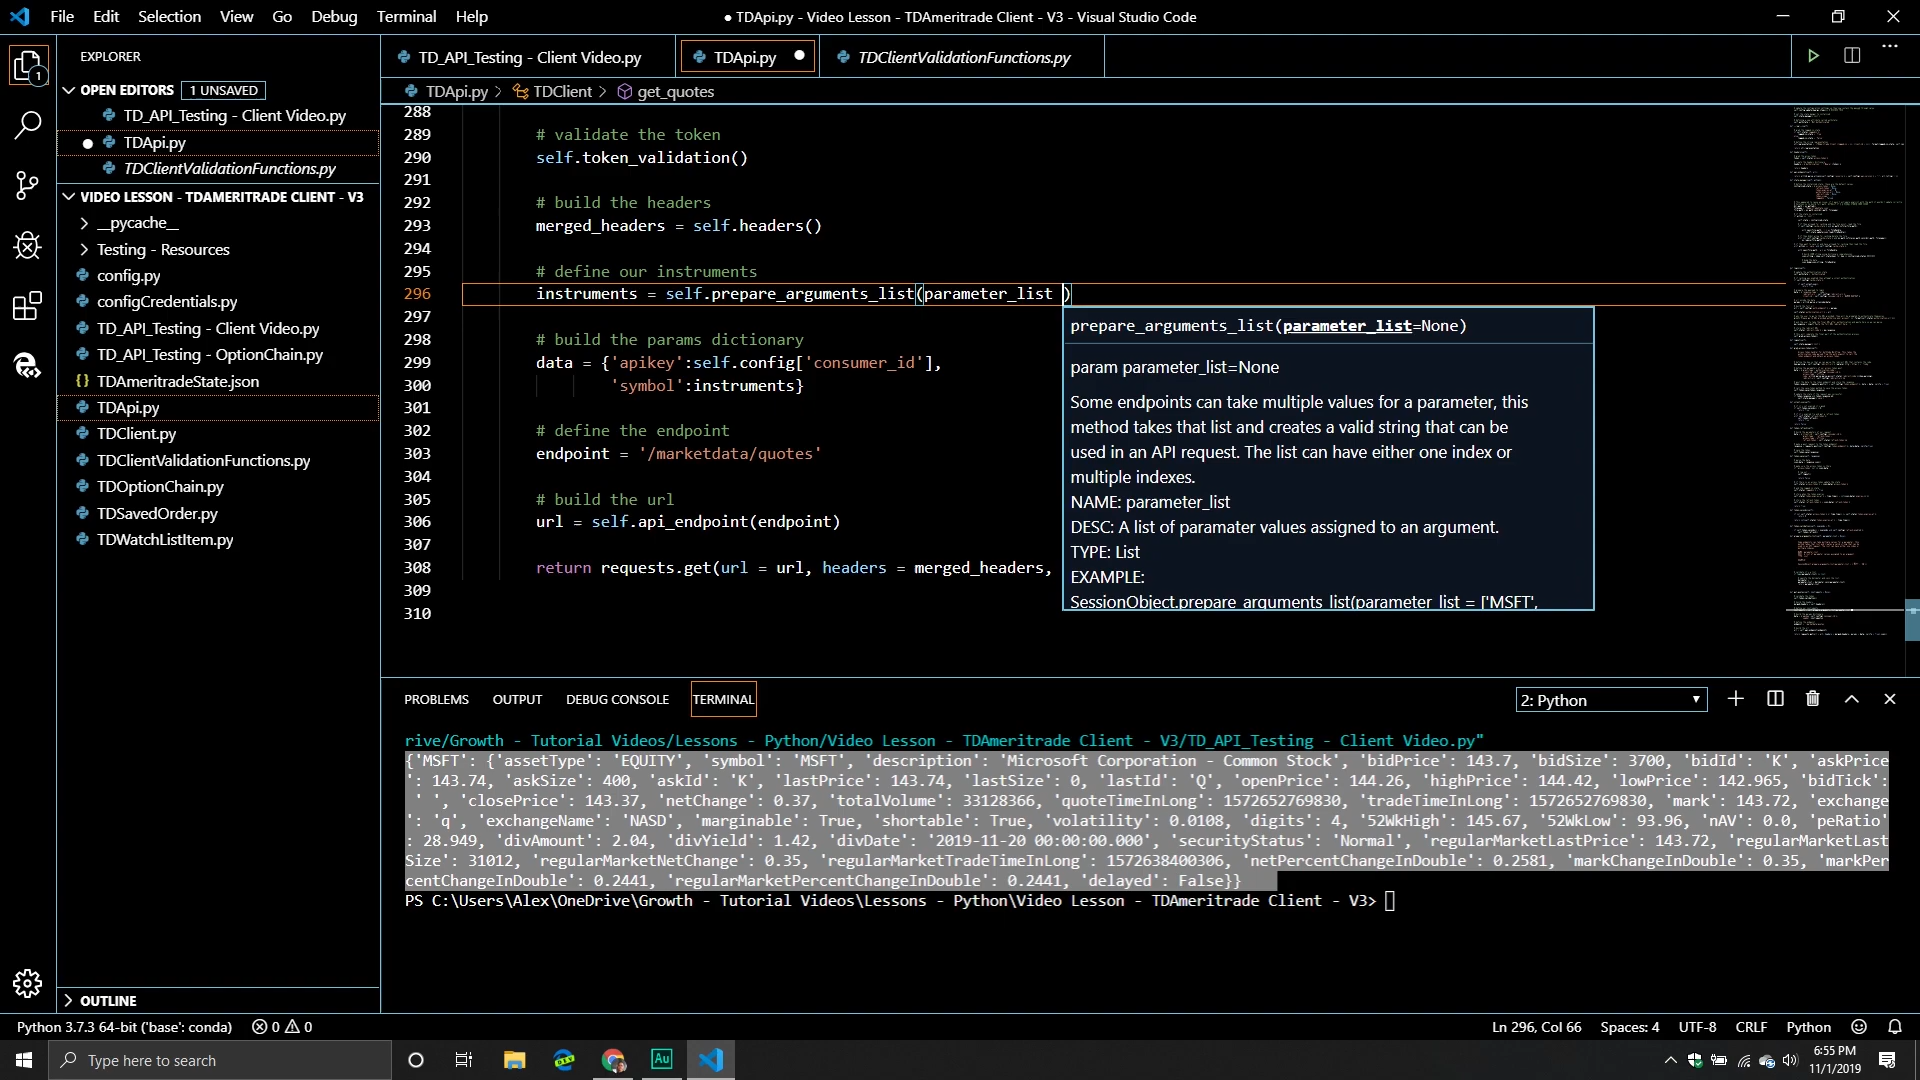 File Edit Selection View Go Debug Terminal Help
● TDApi.py - Video Lesson - TDAmeritrade Client - V3 - Visual Studio Code
EXPLORER
1
OPEN EDITORS 1 UNSAVED
TD_API_Testing - Client Video.py
TDApi.py
TDClientValidationFunctions.py
VIDEO LESSON - TDAMERITRADE CLIENT - V3
__pycache__
Testing - Resources
config.py
configCredentials.py
TD_API_Testing - Client Video.py
TD_API_Testing - OptionChain.py
{} TDAmeritradeState.json
TDApi.py
TDClient.py
TDClientValidationFunctions.py
TDOptionChain.py
TDSavedOrder.py
TDWatchListItem.py
OUTLINE
TD_API_Testing - Client Video.py TDApi.py TDClientValidationFunctions.py
TDApi.py > TDClient > get_quotes
288
289 # validate the token
290 self.token_validation()
291
292 # build the headers
293 merged_headers = self.headers()
294
295 # define our instruments
296 instruments = self.prepare_arguments_list(parameter_list )
297
298 # build the params dictionary
299 data = {'apikey':self.config['consumer_id'],
300 'symbol':instruments}
301
302 # define the endpoint
303 endpoint = '/marketdata/quotes'
304
305 # build the url
306 url = self.api_endpoint(endpoint)
307
308 return requests.get(url = url, headers = merged_headers,
309
310
prepare_arguments_list(parameter_list=None)
param parameter_list=None
Some endpoints can take multiple values for a parameter, this
method takes that list and creates a valid string that can be
used in an API request. The list can have either one index or
multiple indexes.
NAME: parameter_list
DESC: A list of paramater values assigned to an argument.
TYPE: List
EXAMPLE:
SessionObject.prepare_arguments_list(parameter_list = ['MSFT',
PROBLEMS OUTPUT DEBUG CONSOLE TERMINAL 2: Python
rive/Growth - Tutorial Videos/Lessons - Python/Video Lesson - TDAmeritrade Client - V3/TD_API_Testing - Client Video.py"
{'MSFT': {'assetType': 'EQUITY', 'symbol': 'MSFT', 'description': 'Microsoft Corporation - Common Stock', 'bidPrice': 143.7, 'bidSize': 3700, 'bidId': 'K', 'askPrice
': 143.74, 'askSize': 400, 'askId': 'K', 'lastPrice': 143.74, 'lastSize': 0, 'lastId': 'Q', 'openPrice': 144.26, 'highPrice': 144.42, 'lowPrice': 142.965, 'bidTick':
' ', 'closePrice': 143.37, 'netChange': 0.37, 'totalVolume': 33128366, 'quoteTimeInLong': 1572652769830, 'tradeTimeInLong': 1572652769830, 'mark': 143.72, 'exchange
': 'q', 'exchangeName': 'NASD', 'marginable': True, 'shortable': True, 'volatility': 0.0108, 'digits': 4, '52WkHigh': 145.67, '52WkLow': 93.96, 'nAV': 0.0, 'peRatio'
: 28.949, 'divAmount': 2.04, 'divYield': 1.42, 'divDate': '2019-11-20 00:00:00.000', 'securityStatus': 'Normal', 'regularMarketLastPrice': 143.72, 'regularMarketLast
Size': 31012, 'regularMarketNetChange': 0.35, 'regularMarketTradeTimeInLong': 1572638400306, 'netPercentChangeInDouble': 0.2581, 'markChangeInDouble': 0.35, 'markPer
centChangeInDouble': 0.2441, 'regularMarketPercentChangeInDouble': 0.2441, 'delayed': False}}
PS C:\Users\Alex\OneDrive\Growth - Tutorial Videos\Lessons - Python\Video Lesson - TDAmeritrade Client - V3>
Python 3.7.3 64-bit ('base': conda) 0 0 Ln 296, Col 66 Spaces: 4 UTF-8 CRLF Python
Type here to search
Au
6:55 PM
11/1/2019